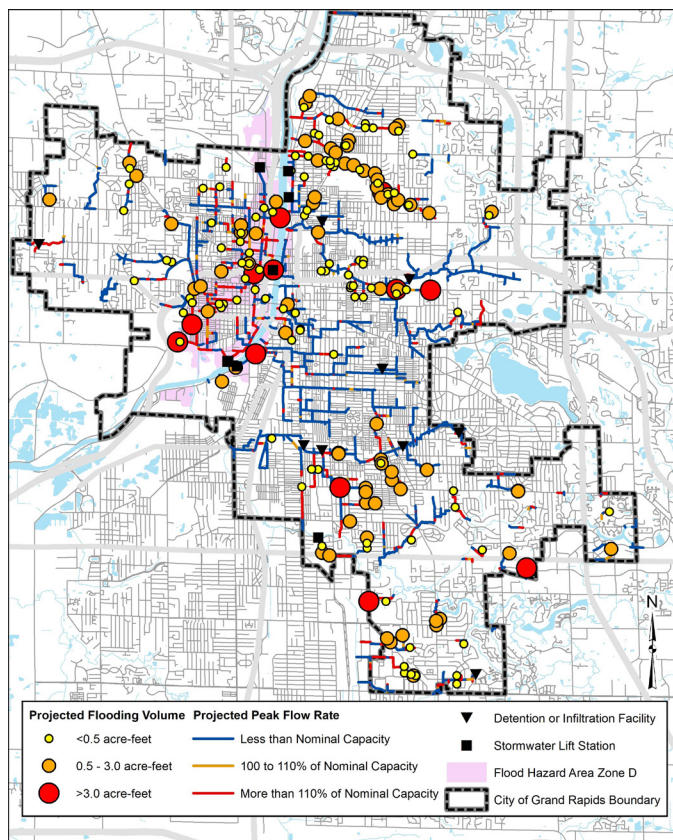 N
Projected Flooding Volume
<0.5 acre-feet
0.5 - 3.0 acre-feet
>3.0 acre-feet
Projected Peak Flow Rate
Less than Nominal Capacity
100 to 110% of Nominal Capacity
More than 110% of Nominal Capacity
Detention or Infiltration Facility
Stormwater Lift Station
Flood Hazard Area Zone D
City of Grand Rapids Boundary